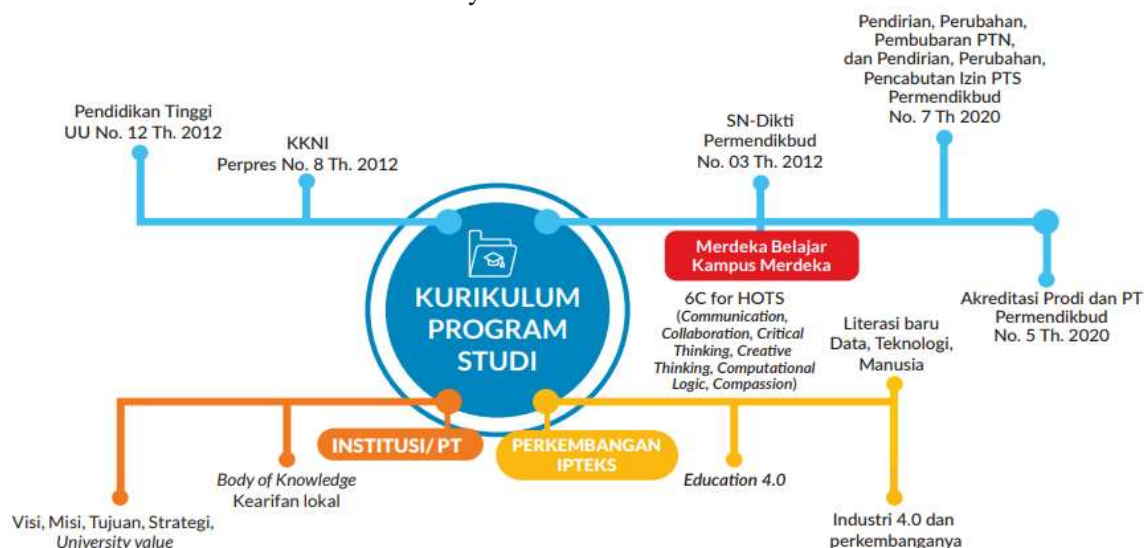 Pendidikan Tinggi
UU No. 12 Th. 2012
KKNI
Perpres No. 8 Th. 2012
SN-Dikti
Permendikbud
No. 03 Th. 2012
Pendirian, Perubahan,
Pembubaran PTN,
dan Pendirian, Perubahan,
Pencabutan Izin PTS
Permendikbud
No. 7 Th 2020
Merdeka Belajar
Kampus Merdeka
KURIKULUM
PROGRAM
STUDI
6C for HOTS
(Communication,
Collaboration, Critical
Thinking, Creative
Thinking, Computational
Logic, Compassion)
Literasi baru
Data, Teknologi,
Manusia
Akreditasi Prodi dan PT
Permendikbud
No. 5 Th. 2020
INSTITUSI/ PT
PERKEMBANGAN
IPTEKS
Body of Knowledge
Kearifan lokal
Education 4.0
Visi, Misi, Tujuan, Strategi,
University value
Industri 4.0 dan
perkembanganya